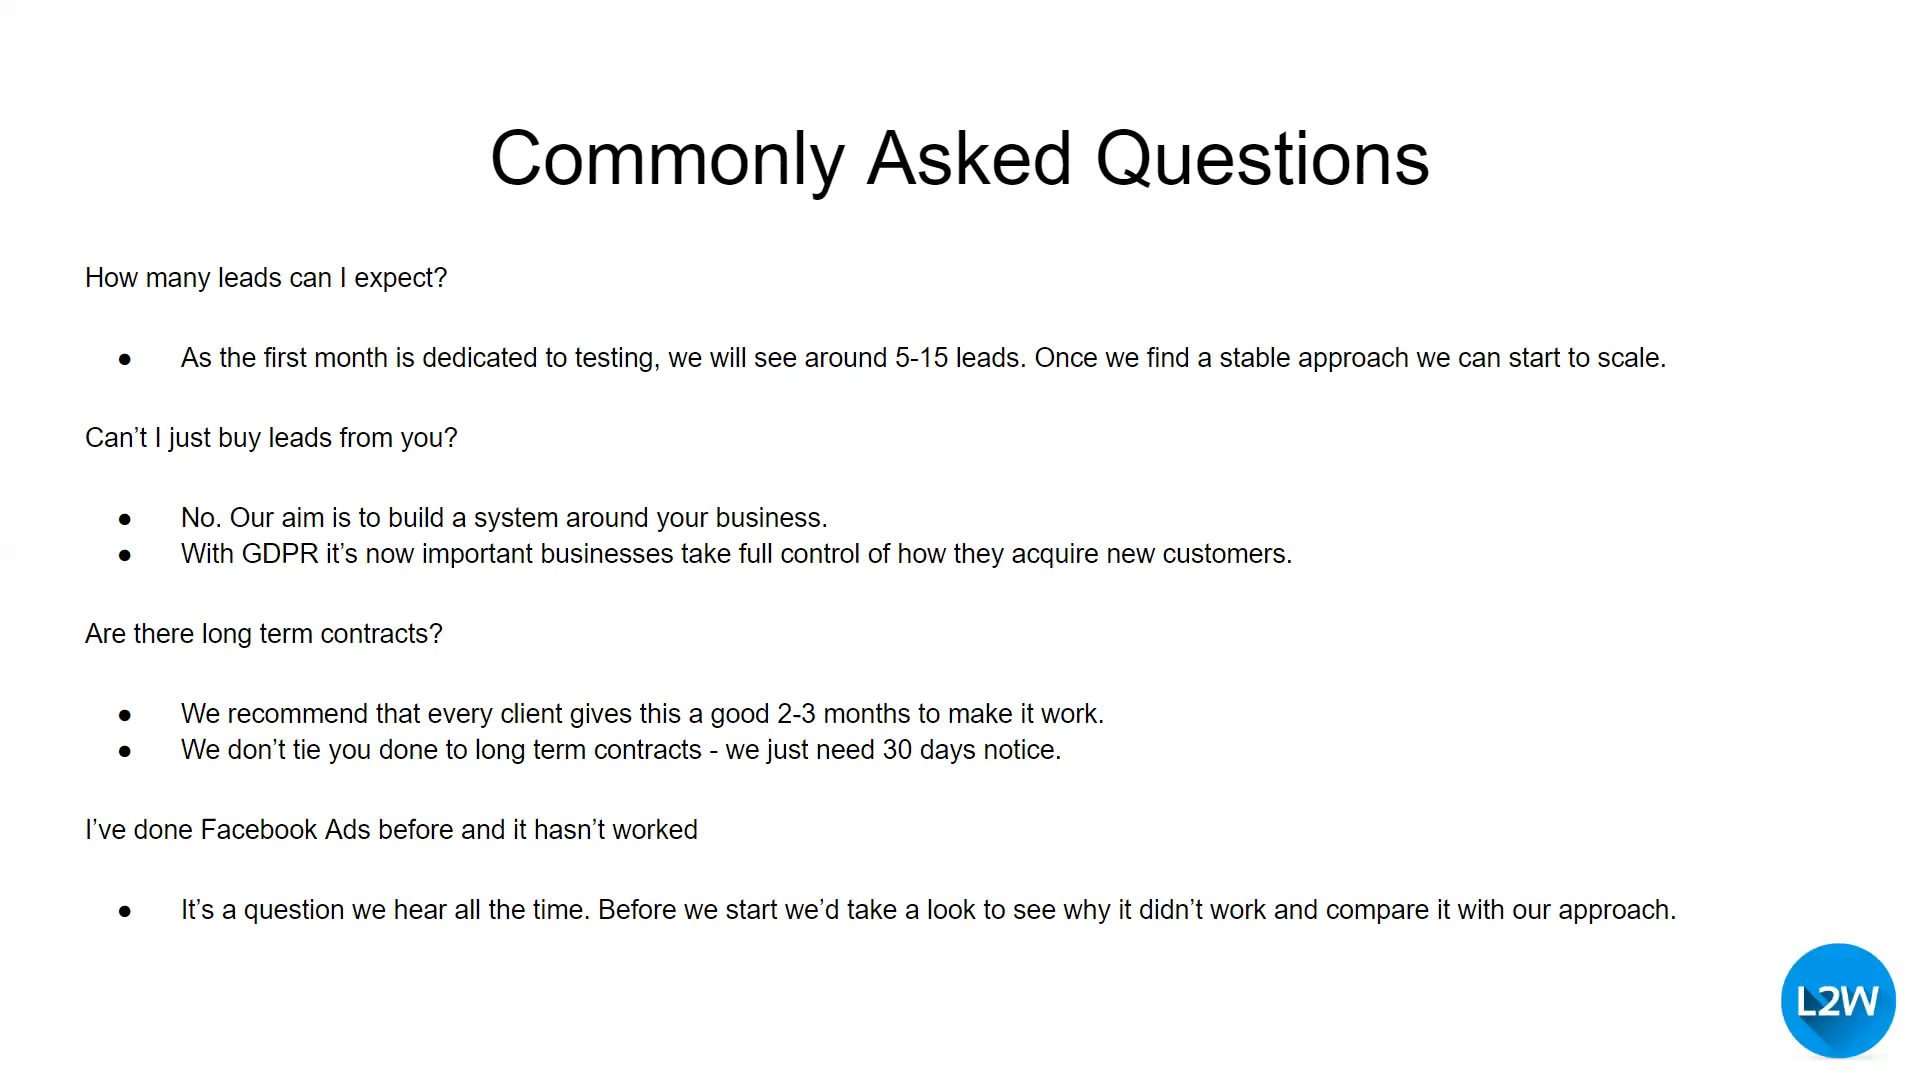 Commonly Asked Questions
How many leads can I expect?
● As the first month is dedicated to testing, we will see around 5-15 leads. Once we find a stable approach we can start to scale.
Can’t I just buy leads from you?
● No. Our aim is to build a system around your business.
● With GDPR it’s now important businesses take full control of how they acquire new customers.
Are there long term contracts?
● We recommend that every client gives this a good 2-3 months to make it work.
● We don’t tie you done to long term contracts - we just need 30 days notice.
I’ve done Facebook Ads before and it hasn’t worked
● It’s a question we hear all the time. Before we start we’d take a look to see why it didn’t work and compare it with our approach.
L2W